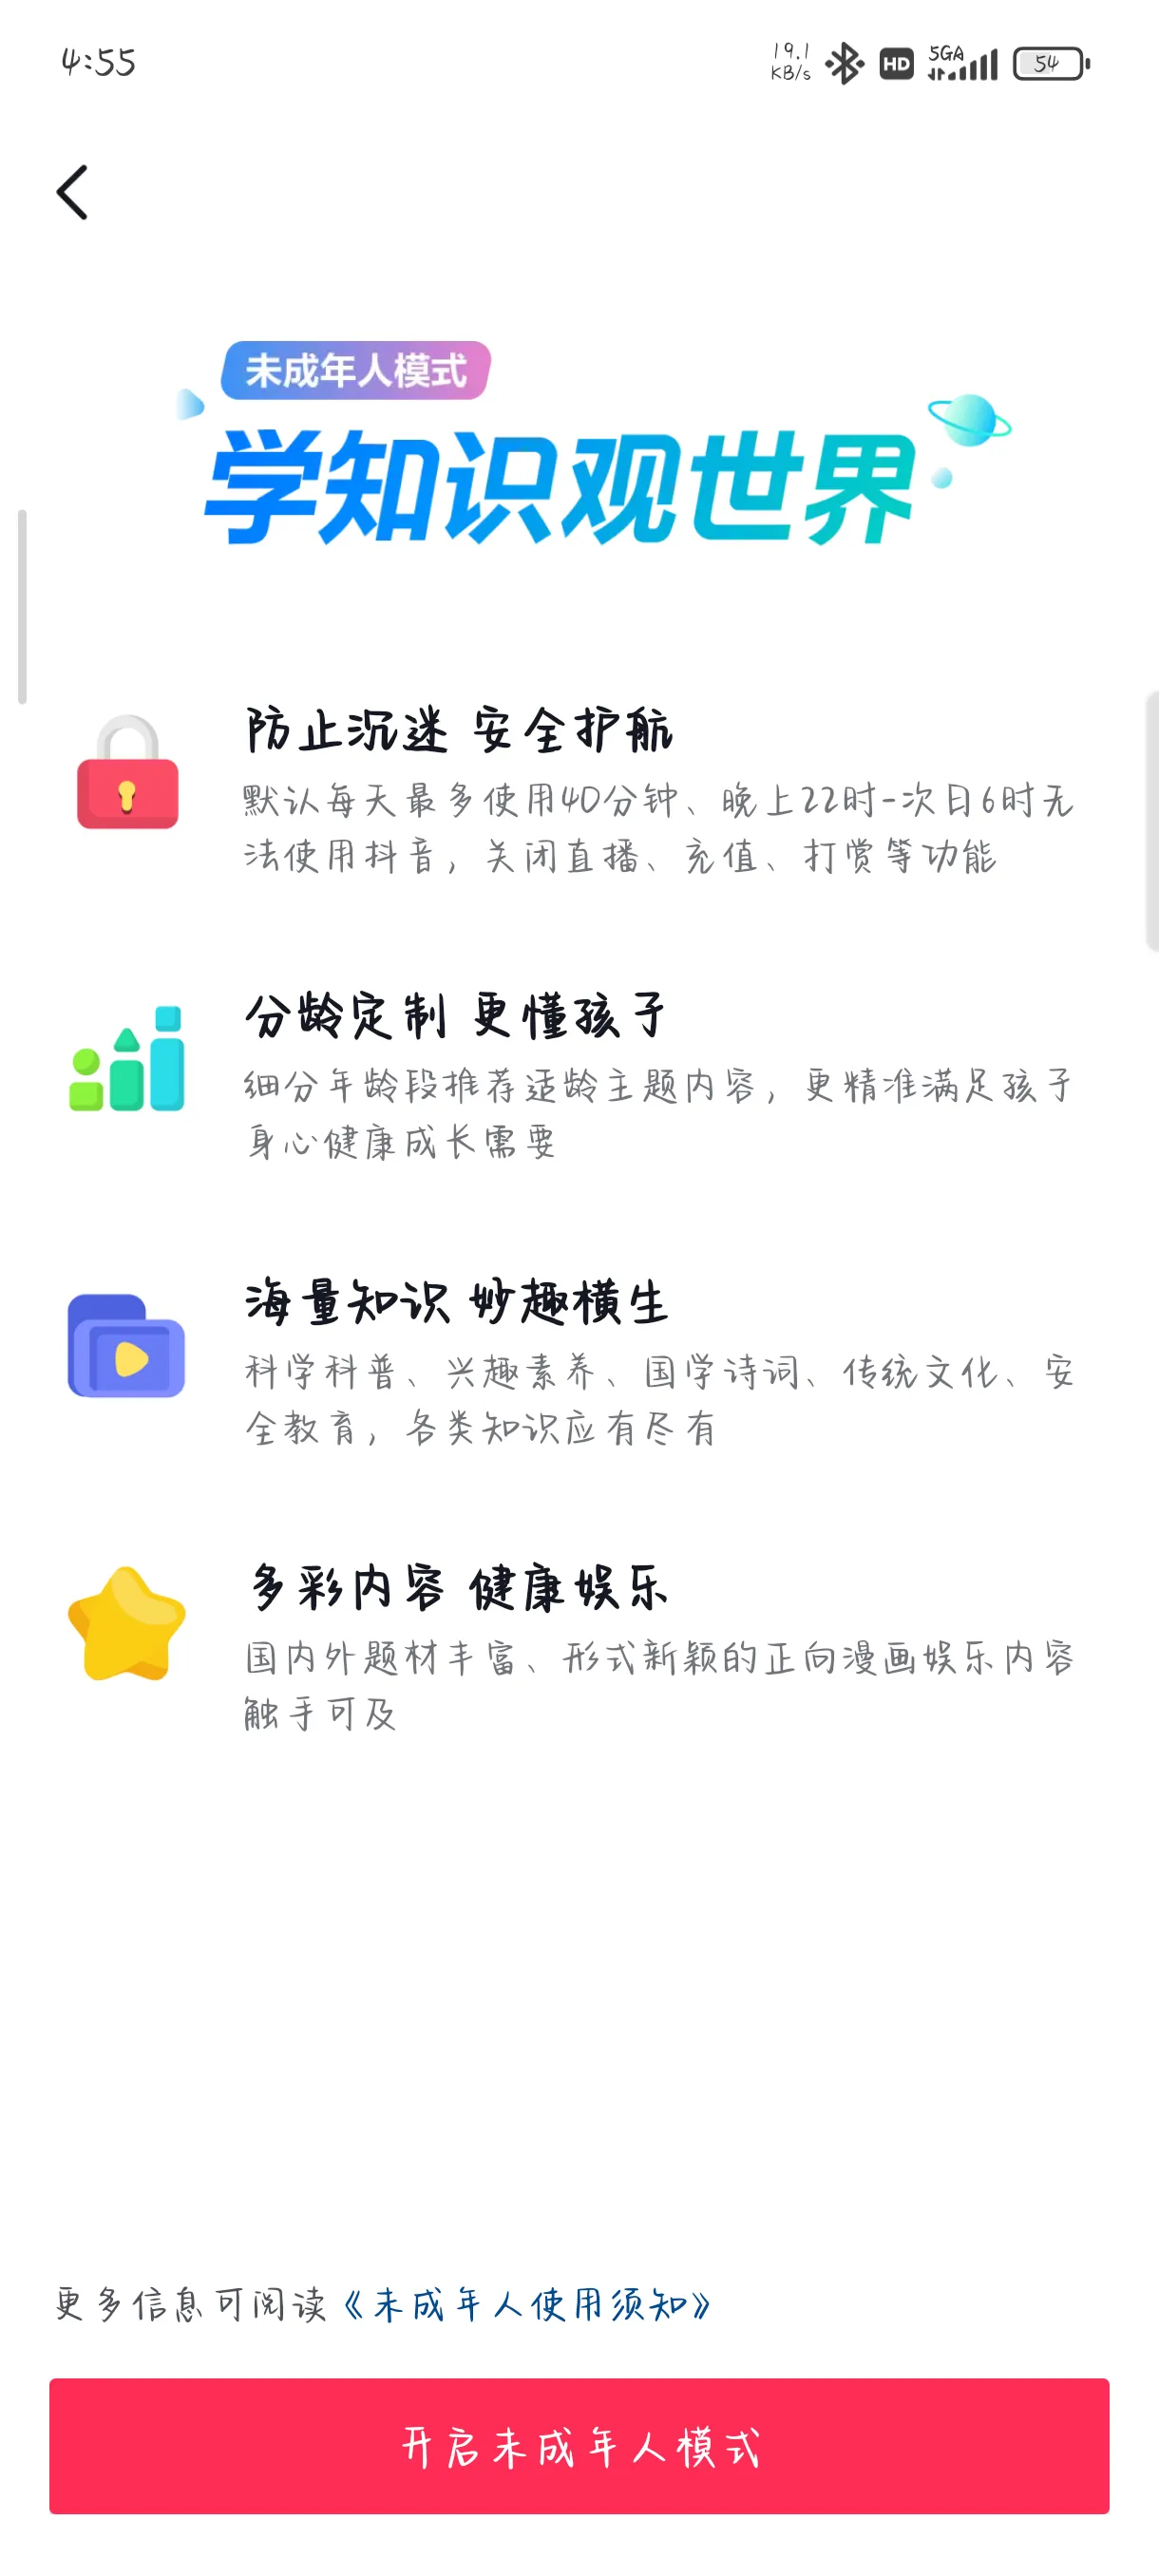 4:55
19.1
KB/s
HD
5GA
54
未成年人模式
学知识观世界
防止沉迷 安全护航
默认每天最多使用40分钟、晚上22时-次日6时无
法使用抖音，关闭直播、充值、打赏等功能
分龄定制 更懂孩子
细分年龄段推荐适龄主题内容，更精准满足孩子
身心健康成长需要
海量知识 妙趣横生
科学科普、兴趣素养、国学诗词、传统文化、安
全教育，各类知识应有尽有
多彩内容 健康娱乐
国内外题材丰富、形式新颖的正向漫画娱乐内容
触手可及
更多信息可阅读《未成年人使用须知》
开启未成年人模式